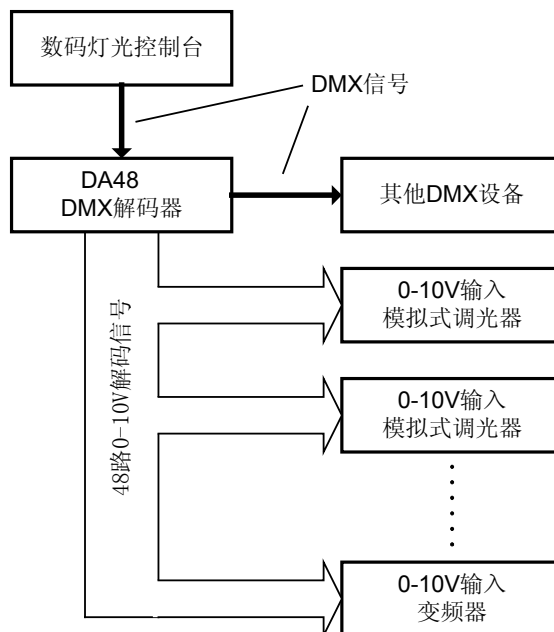 数码灯光控制台
DMX信号
DA48
DMX解码器
其他DMX设备
0-10V输入
模拟式调光器
48路0-10V解码信号
0-10V输入
模拟式调光器
0-10V输入
变频器